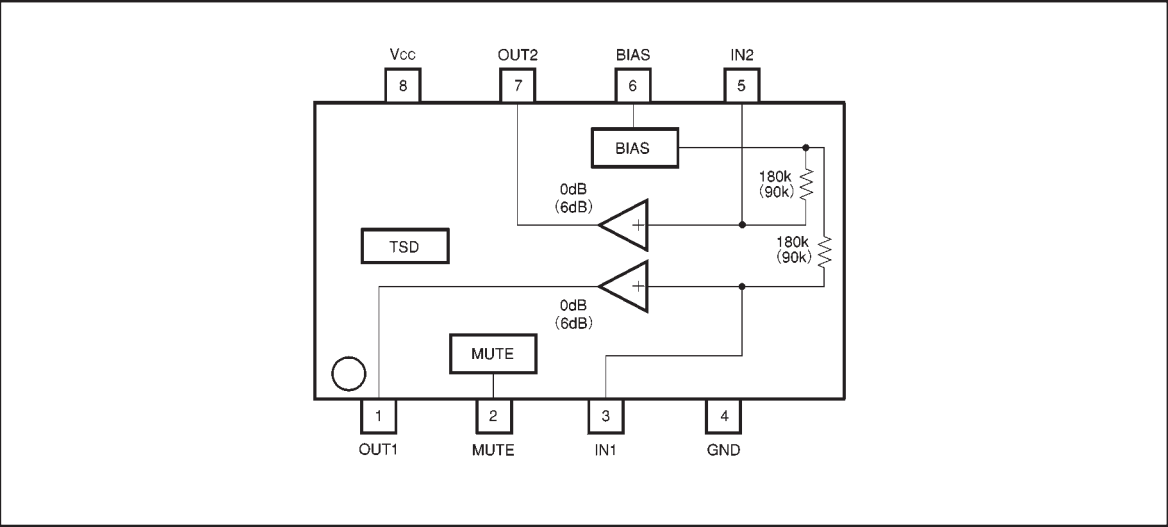 Vcc
OUT2
BIAS
IN2
8
7
6
5
BIAS
180k
(90k)
0dB
(6dB)
+
TSD
180k
(90k)
+
0dB
(6dB)
MUTE
1
2
3
4
OUT1
MUTE
IN1
GND